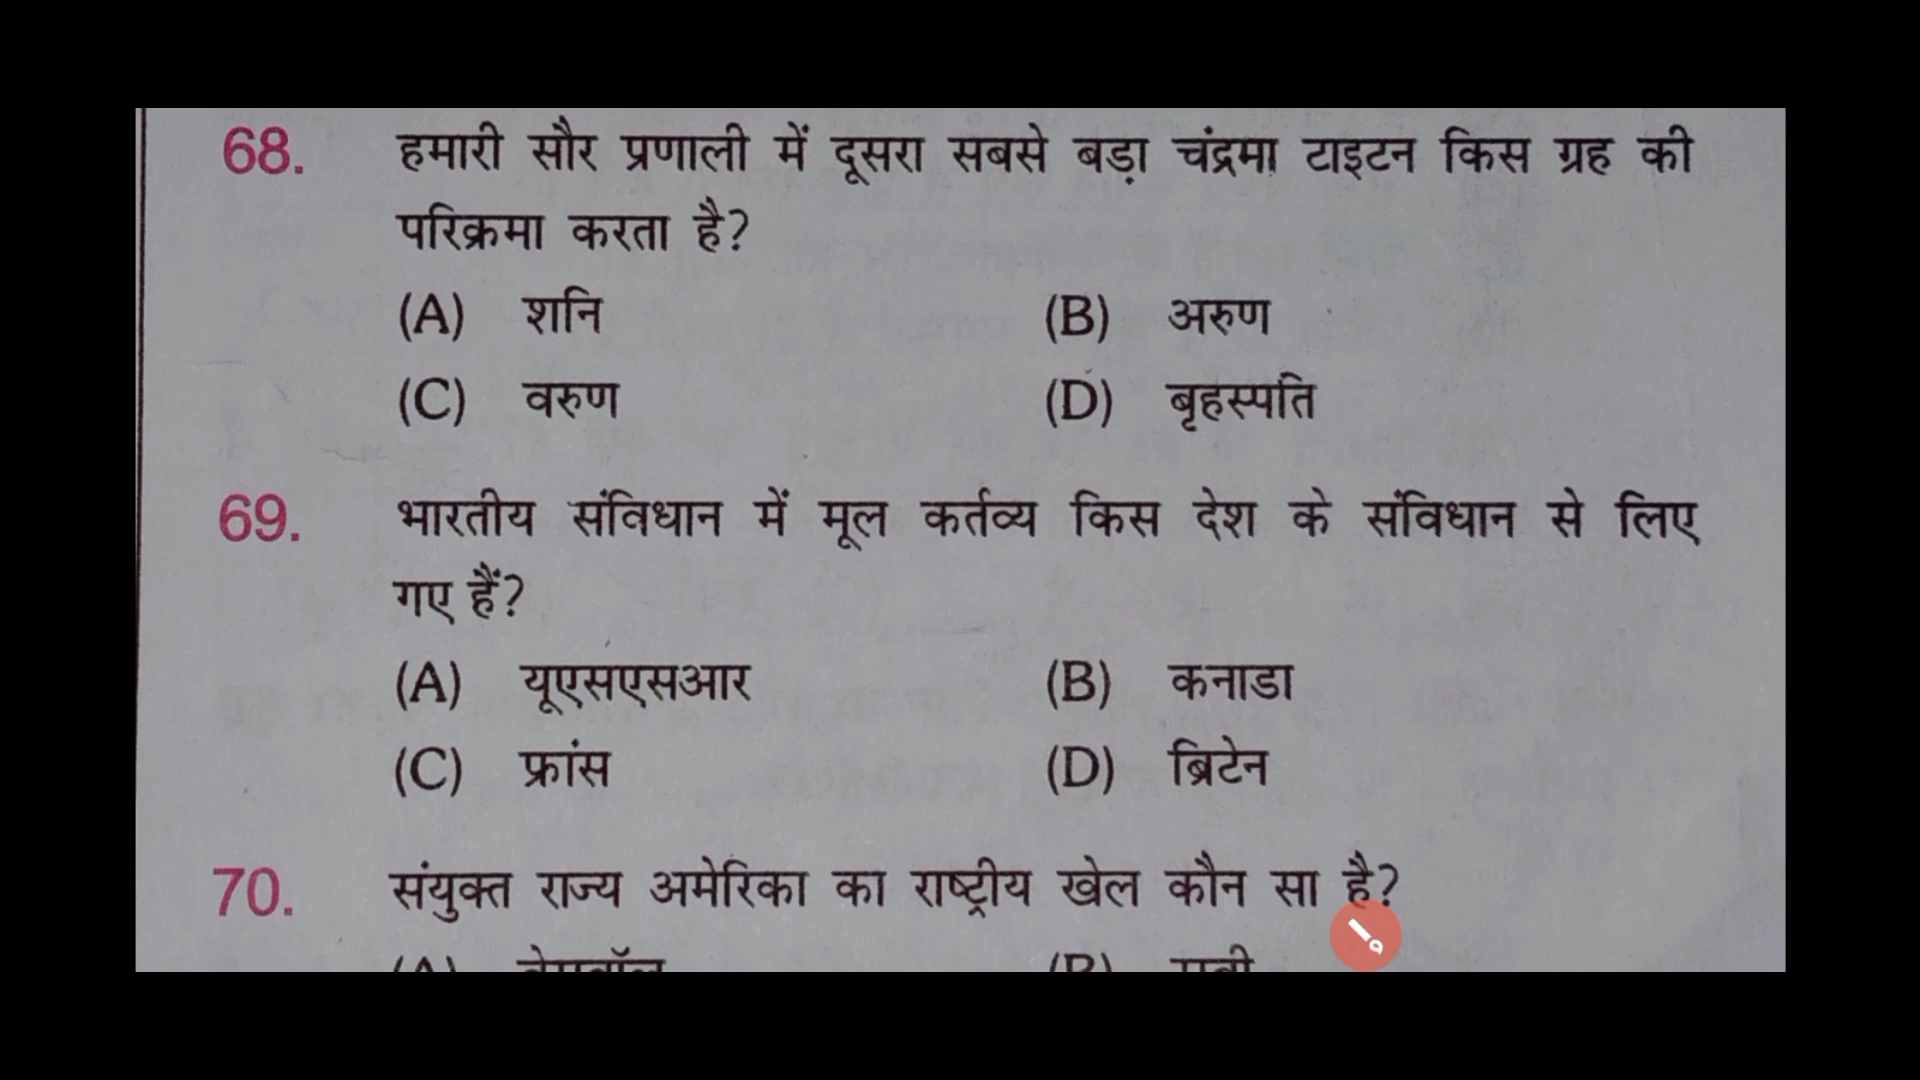 68. हमारी सौर प्रणाली में दूसरा सबसे बड़ा चंद्रमा टाइटन किस ग्रह की
परिक्रमा करता है?
(A) शनि (B) अरुण
(C) वरुण (D) बृहस्पति
69. भारतीय संविधान में मूल कर्तव्य किस देश के संविधान से लिए
गए हैं?
(A) यूएसएसआर (B) कनाडा
(C) फ्रांस (D) ब्रिटेन
70. संयुक्त राज्य अमेरिका का राष्ट्रीय खेल कौन सा है?